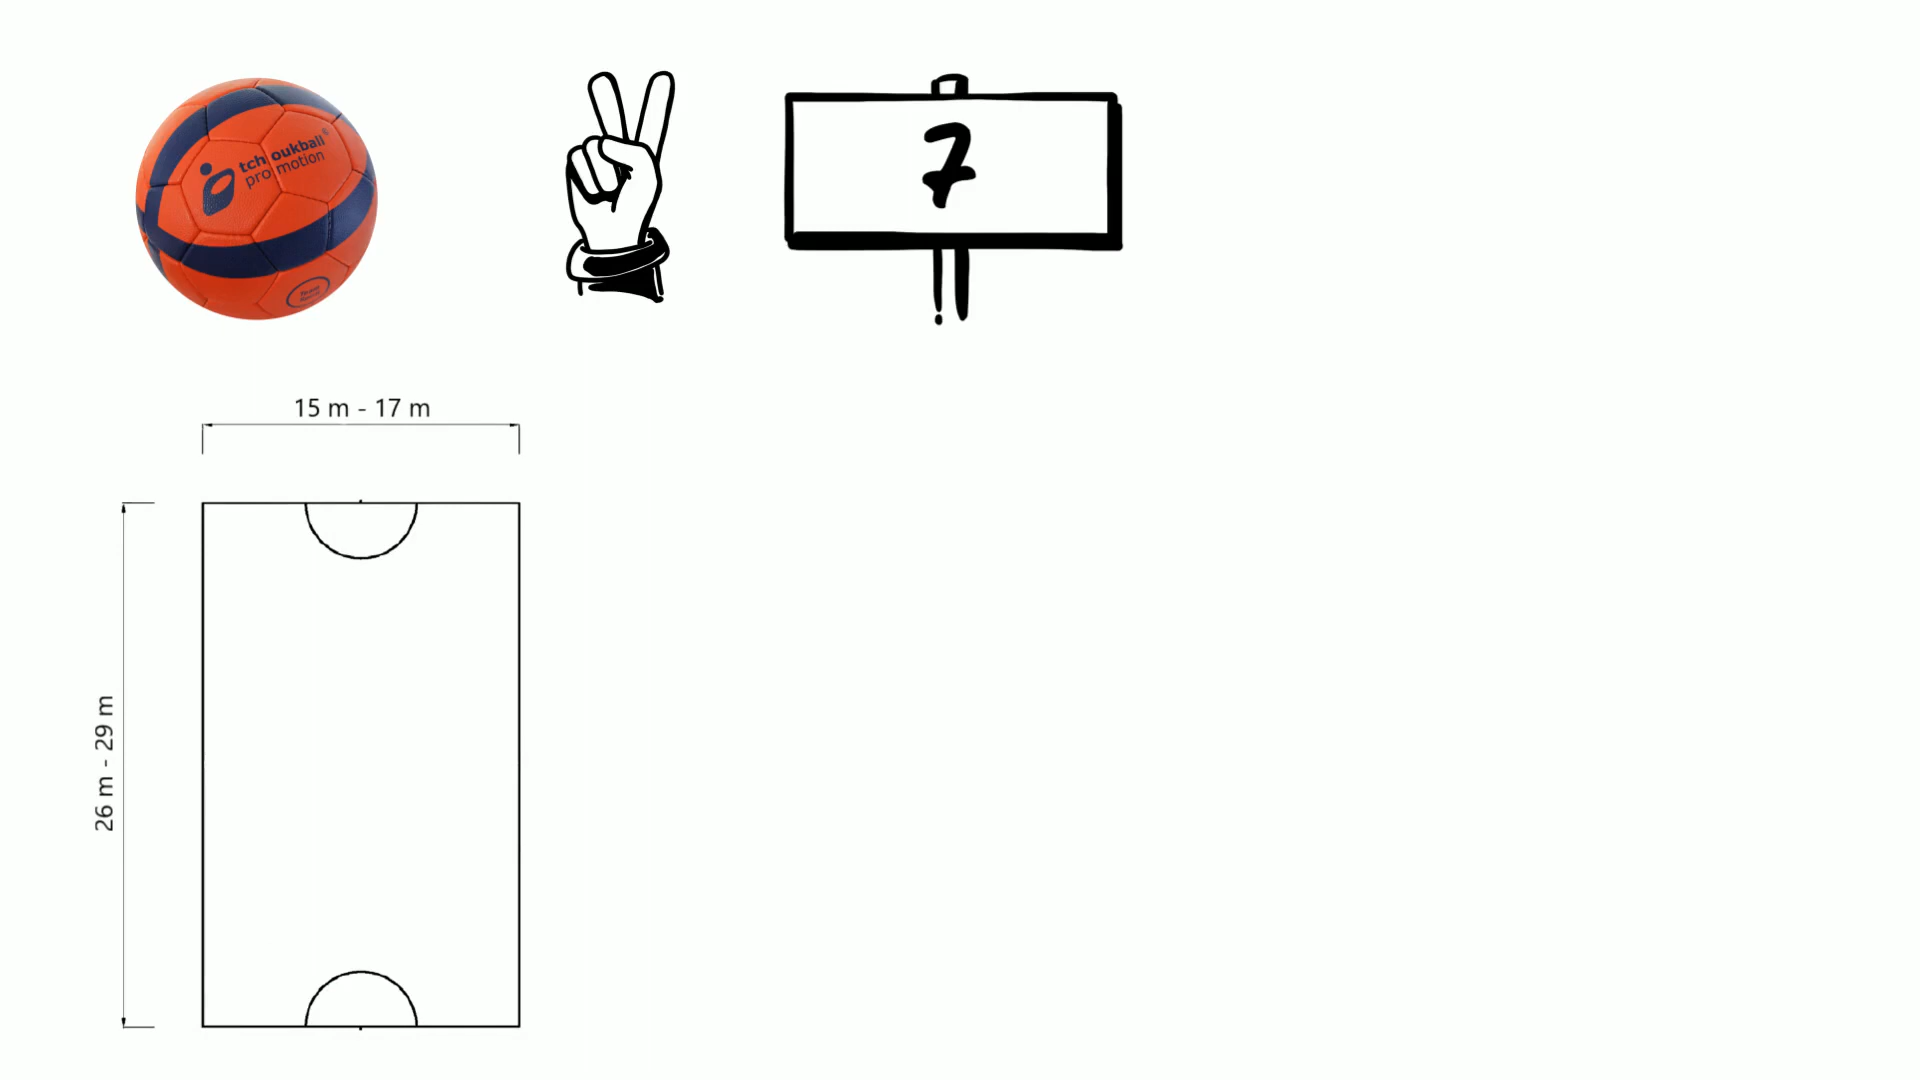 tchoukball
promotion
7
15 m - 17 m
26 m - 29 m